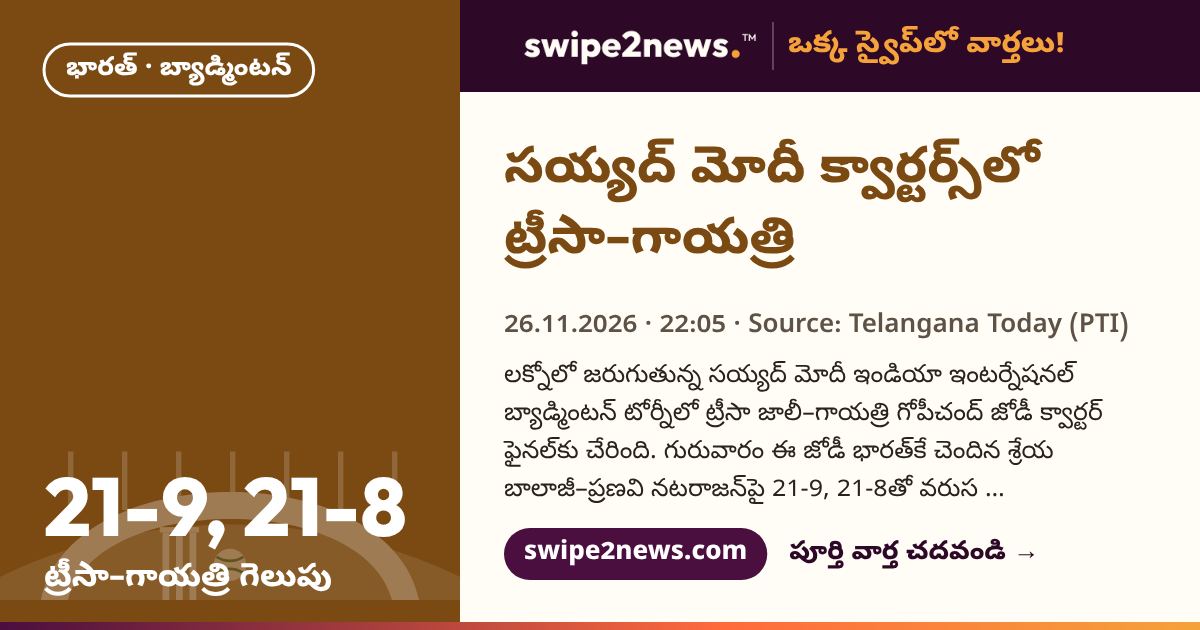 భారత్ · బ్యాడ్మింటన్
21-9, 21-8
ట్రీసా–గాయత్రి గెలుపు
swipe2news.™ ఒక్క స్వైప్‌లో వార్తలు!
సయ్యద్ మోదీ క్వార్టర్స్‌లో
ట్రీసా–గాయత్రి
26.11.2026 · 22:05 · Source: Telangana Today (PTI)
లక్నోలో జరుగుతున్న సయ్యద్ మోదీ ఇండియా ఇంటర్నేషనల్
బ్యాడ్మింటన్ టోర్నీలో ట్రీసా జాలీ–గాయత్రి గోపీచంద్ జోడీ క్వార్టర్
ఫైనల్‌కు చేరింది. గురువారం ఈ జోడీ భారత్‌కే చెందిన శ్రేయ
బాలాజీ–ప్రణవి నటరాజన్‌పై 21-9, 21-8తో వరుస ...
swipe2news.com పూర్తి వార్త చదవండి →